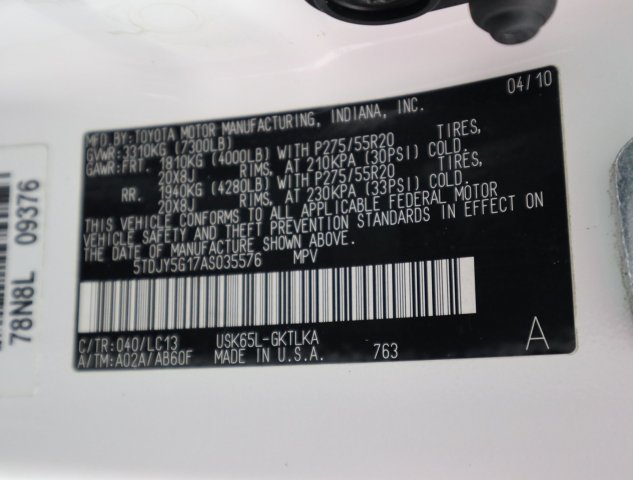 04/10
MFD. BY: TOYOTA MOTOR MANUFACTURING, INDIANA, INC.
GVWR: 3310KG (7300LB)
GAWR: FRT. 1810KG (4000LB) WITH P275/55R20 TIRES,
20X8J RIMS, AT 210KPA (30PSI) COLD.
RR. 1940KG (4280LB) WITH P275/55R20 TIRES,
20X8J RIMS, AT 230KPA (33PSI) COLD.
THIS VEHICLE CONFORMS TO ALL APPLICABLE FEDERAL MOTOR
VEHICLE SAFETY AND THEFT PREVENTION STANDARDS IN EFFECT ON
THE DATE OF MANUFACTURE SHOWN ABOVE.
5TDJY5G17AS035576 MPV
C/TR: 040/LC13 USK65L-GKTLKA
A/TM: A02A/AB60F MADE IN U.S.A. 763
A
78N8L 09376